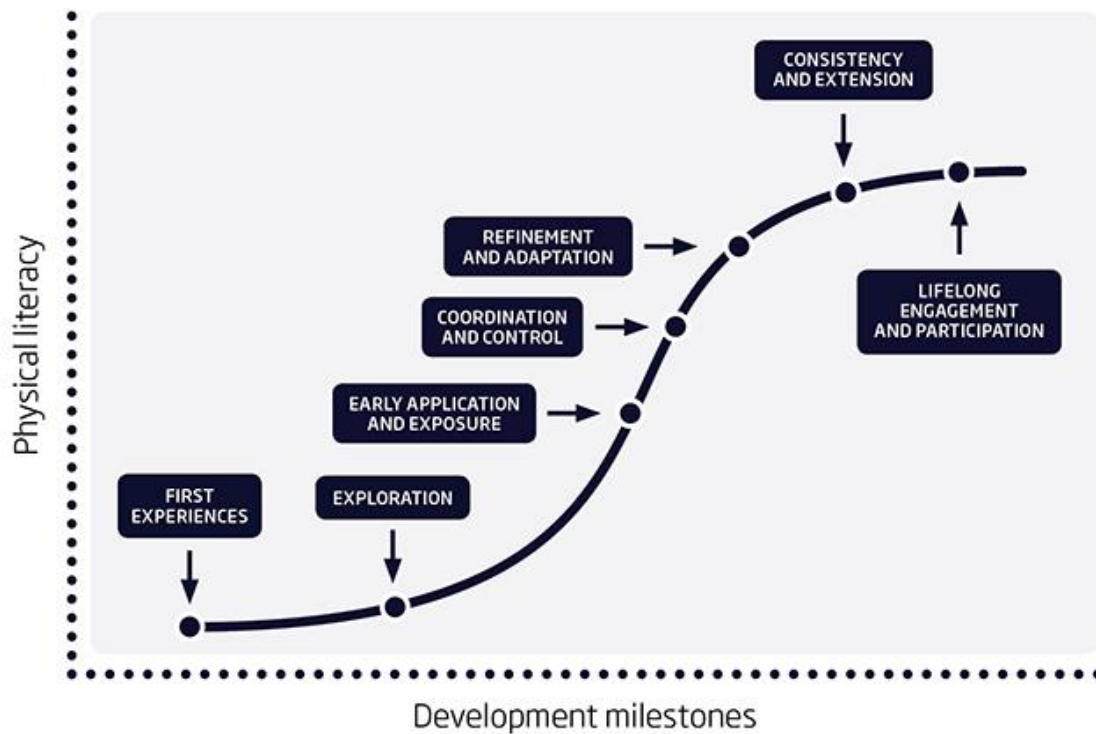 CONSISTENCY
AND EXTENSION
REFINEMENT
AND ADAPTATION
LIFELONG
ENGAGEMENT
AND PARTICIPATION
COORDINATION
AND CONTROL
EARLY APPLICATION
AND EXPOSURE
FIRST
EXPERIENCES
EXPLORATION
Physical literacy
Development milestones